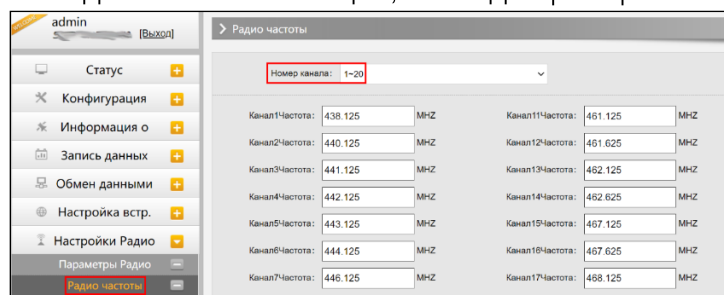 admin
[Выход]
Радио частоты
Статус
Номер канала: 1~20
Конфигурация
Канал1Частота: 438.125 MHZ Канал11Частота: 461.125 MHZ
Информация о
Канал2Частота: 440.125 MHZ Канал12Частота: 461.625 MHZ
Запись данных
Канал3Частота: 441.125 MHZ Канал13Частота: 462.125 MHZ
Обмен данными
Канал4Частота: 442.125 MHZ Канал14Частота: 462.625 MHZ
Настройка встр.
Канал5Частота: 443.125 MHZ Канал15Частота: 467.125 MHZ
Настройки Радио
Канал6Частота: 444.125 MHZ Канал16Частота: 467.625 MHZ
Параметры Радио
Канал7Частота: 446.125 MHZ Канал17Частота: 468.125 MHZ
Радио частоты